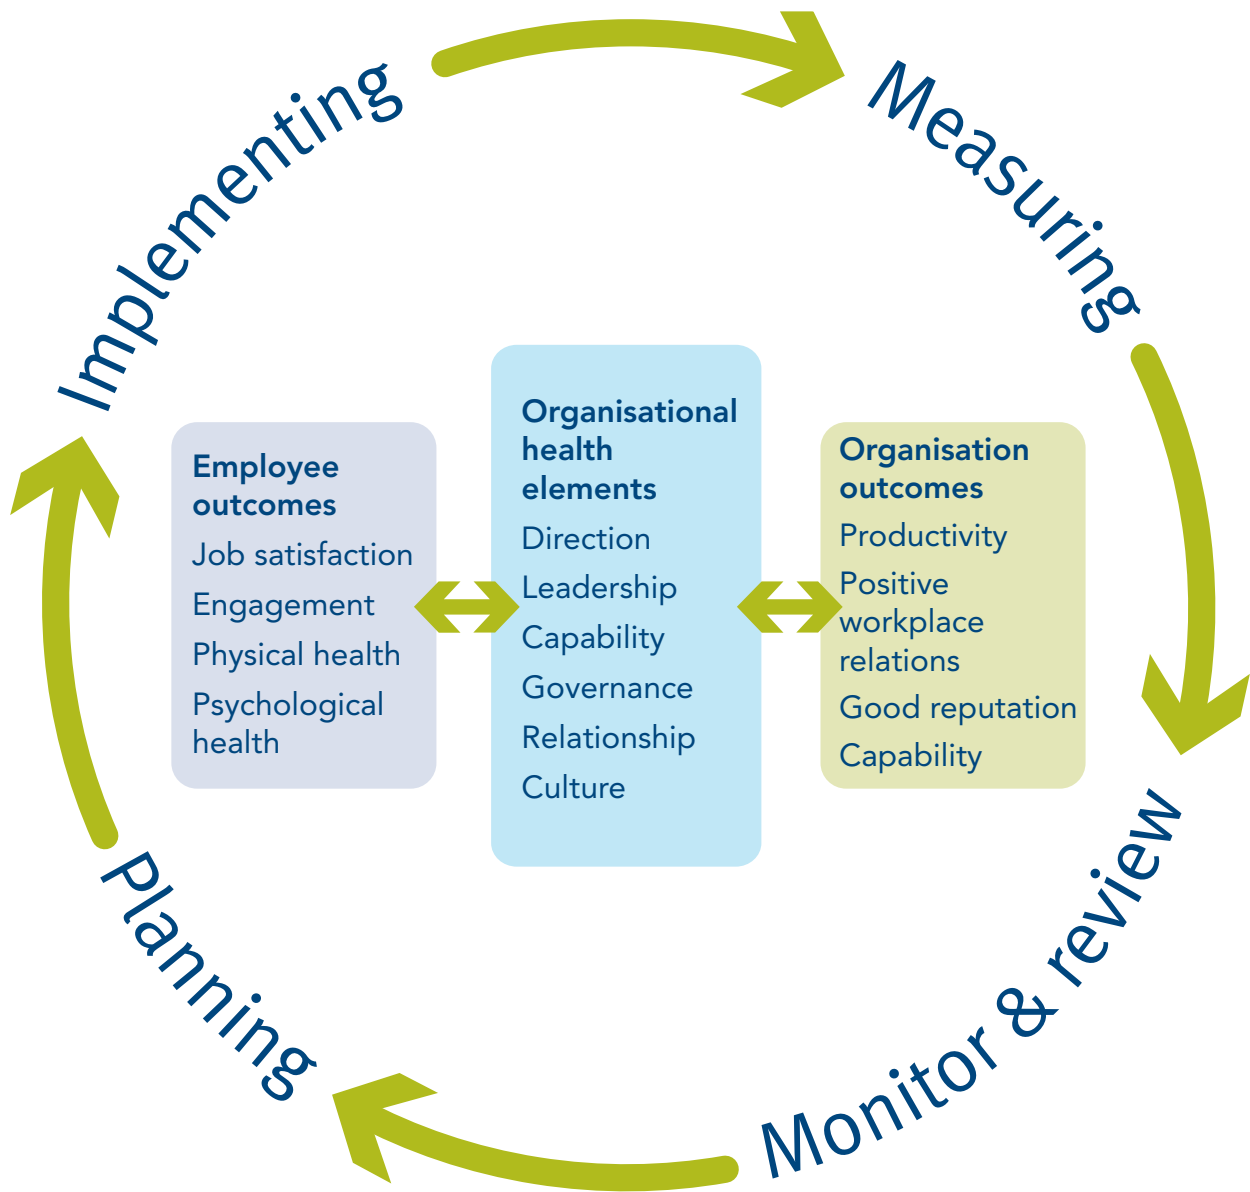 Implementing
Measuring
Employee
outcomes
Job satisfaction
Engagement
Physical health
Psychological
health
Organisational
health
elements
Direction
Leadership
Capability
Governance
Relationship
Culture
Organisation
outcomes
Productivity
Positive
workplace
relations
Good reputation
Capability
Planning
Monitor & review